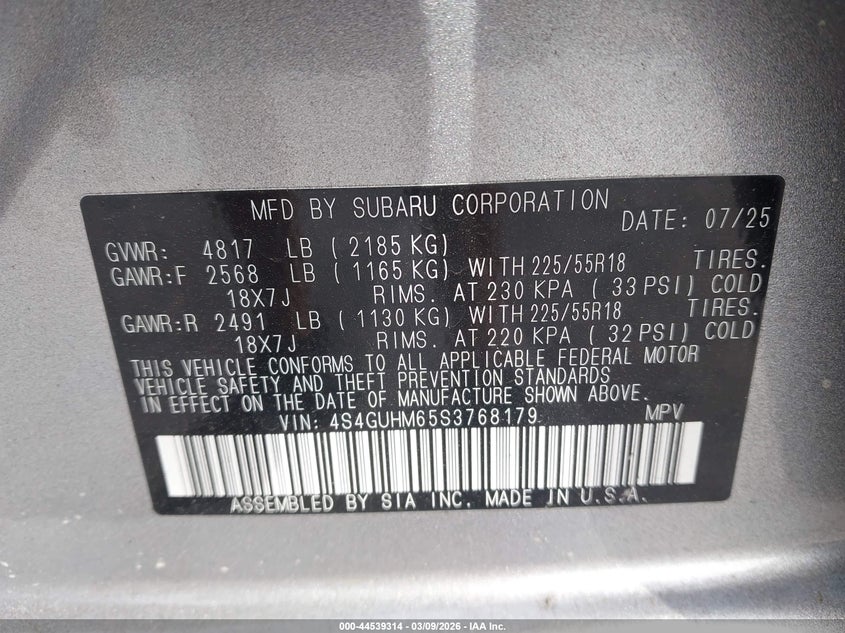 MFD BY SUBARU CORPORATION DATE: 07/25
GVWR: 4817 LB (2185 KG)
GAWR:F 2568 LB (1165 KG) WITH 225/55R18 TIRES.
18X7J RIMS. AT 230 KPA (33 PSI) COLD
GAWR:R 2491 LB (1130 KG) WITH 225/55R18 TIRES.
18X7J RIMS. AT 220 KPA (32 PSI) COLD
THIS VEHICLE CONFORMS TO ALL APPLICABLE FEDERAL MOTOR
VEHICLE SAFETY AND THEFT PREVENTION STANDARDS
IN EFFECT ON THE DATE OF MANUFACTURE SHOWN ABOVE.
VIN: 4S4GUHM65S3768179 MPV
ASSEMBLED BY SIA INC. MADE IN U.S.A.
000-44539314 | 03/09/2026 - IAA Inc.